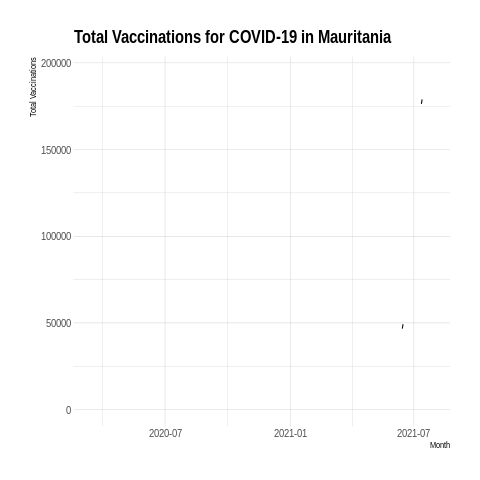 Total Vaccinations for COVID-19 in Mauritania
Total Vaccinations
200000
150000
100000
50000
0
2020-07
2021-01
2021-07
Month